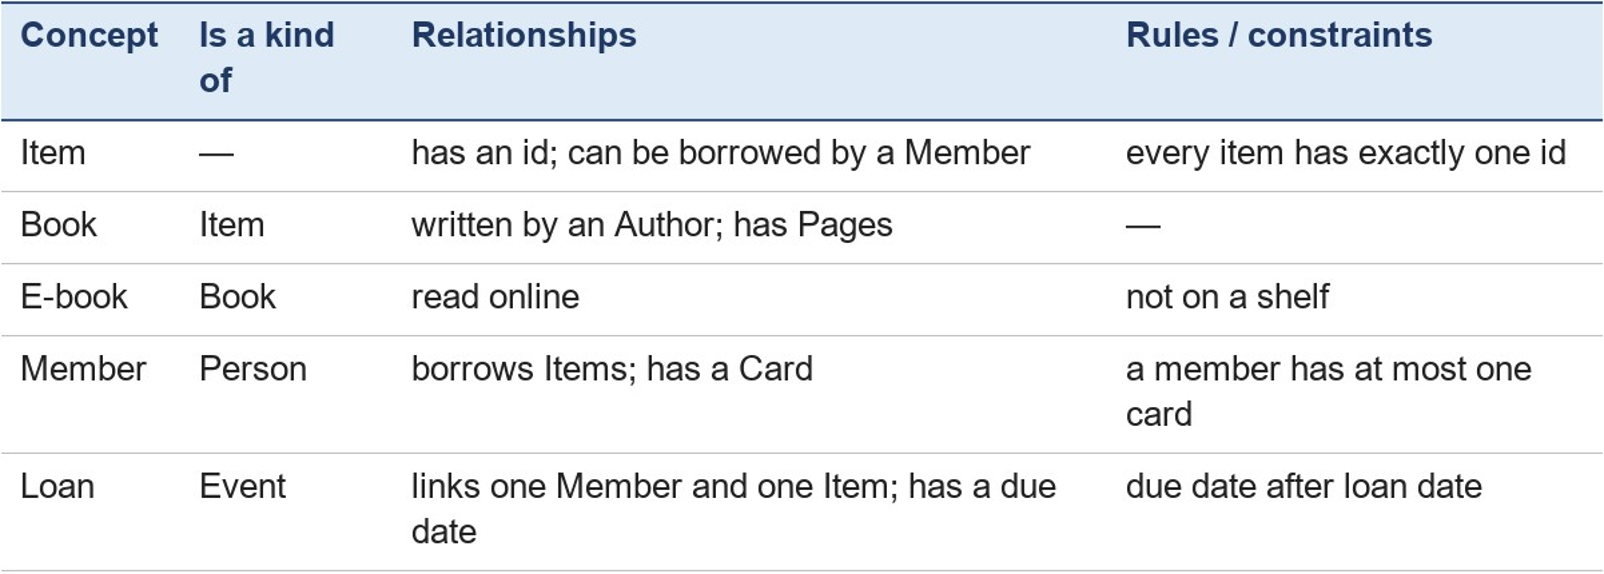 Concept Is a kind of Relationships Rules / constraints
Item — has an id; can be borrowed by a Member every item has exactly one id
Book Item written by an Author; has Pages —
E-book Book read online not on a shelf
Member Person borrows Items; has a Card a member has at most one card
Loan Event links one Member and one Item; has a due date due date after loan date